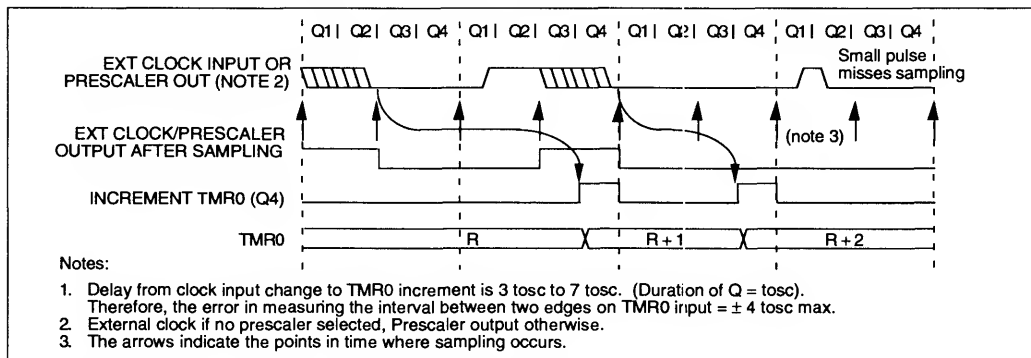 Q1 | Q2 | Q3 | Q4 Q1 | Q2 | Q3 | Q4 Q1 | Q2 | Q3 | Q4 Q1 | Q2 | Q3 | Q4
EXT CLOCK INPUT OR
PRESCALER OUT (NOTE 2)
Small pulse
misses sampling
EXT CLOCK/PRESCALER
OUTPUT AFTER SAMPLING
(note 3)
INCREMENT TMR0 (Q4)
TMR0 R R + 1 R + 2
Notes:
1. Delay from clock input change to TMR0 increment is 3 tosc to 7 tosc. (Duration of Q = tosc).
Therefore, the error in measuring the interval between two edges on TMR0 input = ± 4 tosc max.
2. External clock if no prescaler selected, Prescaler output otherwise.
3. The arrows indicate the points in time where sampling occurs.